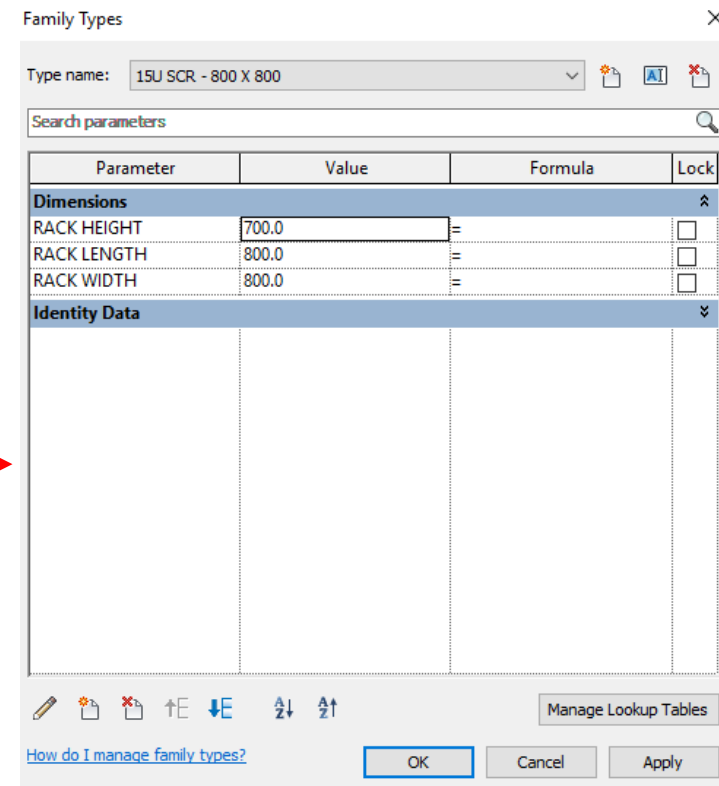 Family Types
Type name: 15U SCR - 800 X 800
Search parameters
Parameter Value Formula Lock
Dimensions
RACK HEIGHT 700.0 =
RACK LENGTH 800.0 =
RACK WIDTH 800.0 =
Identity Data
Manage Lookup Tables
How do I manage family types?
OK Cancel Apply